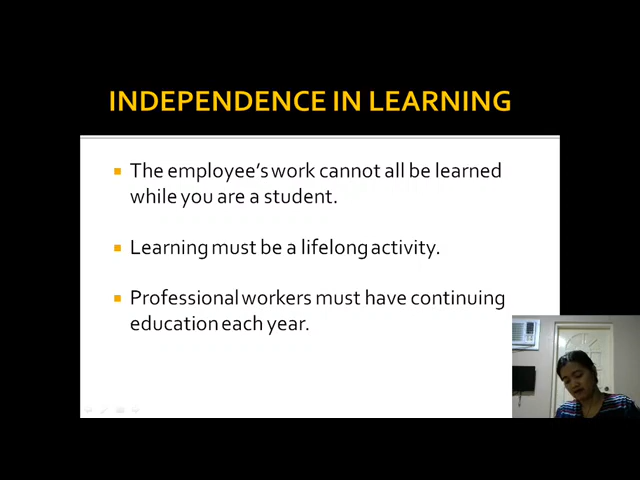 INDEPENDENCE IN LEARNING
The employee's work cannot all be learned
while you are a student.
Learning must be a lifelong activity.
Professional workers must have continuing
education each year.